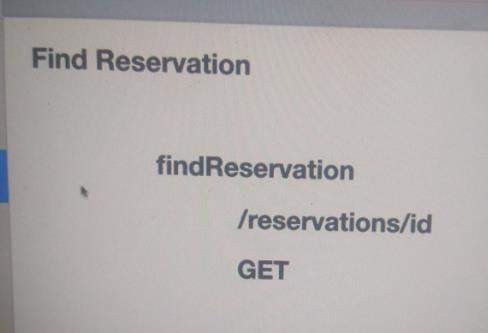 Find Reservation
findReservation
/reservations/id
GET